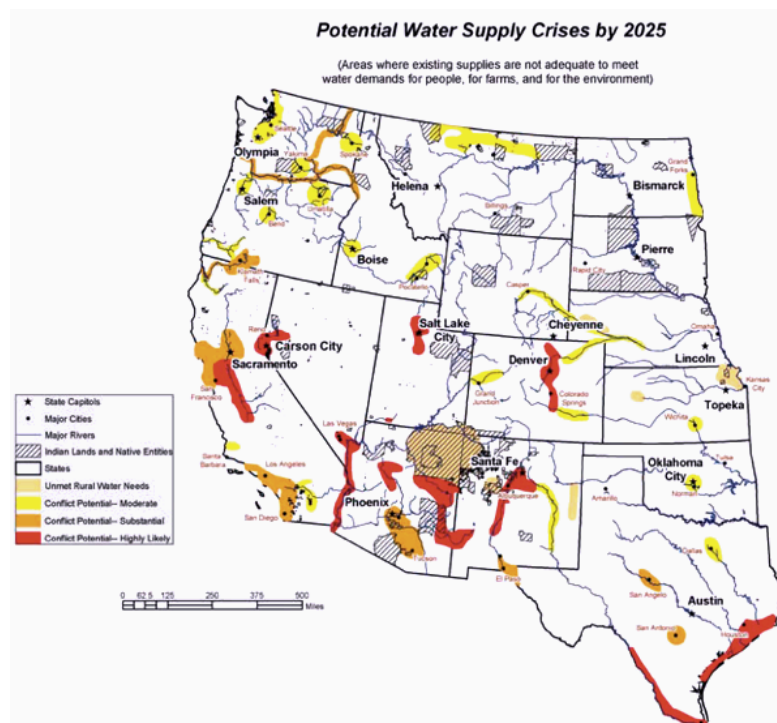 Potential Water Supply Crises by 2025
(Areas where existing supplies are not adequate to meet
water demands for people, for farms, and for the environment)
Seattle
Olympia
Yakima
Spokane
Salem
Umatilla
Bend
Helena
Billings
Grand
Forks
Bismarck
Pierre
Rapid City
Boise
Pocatello
Klamath
Falls
Casper
Cheyenne
Omaha
Lincoln
Reno
Carson City
Salt Lake
City
Sacramento
San
Francisco
Denver
Grand
Junction
Colorado
Springs
Kansas
City
Topeka
Wichita
Las Vegas
Santa
Barbara
Los Angeles
San Diego
Phoenix
Tucson
Santa Fe
Albuquerque
Amarillo
Tulsa
Oklahoma
City
Norman
El Paso
Dallas
San Angelo
Austin
San Antonio
Houston
State Capitols
Major Cities
Major Rivers
Indian Lands and Native Entities
States
Unmet Rural Water Needs
Conflict Potential-- Moderate
Conflict Potential-- Substantial
Conflict Potential-- Highly Likely
0 62.5 125 250 375 500
Miles